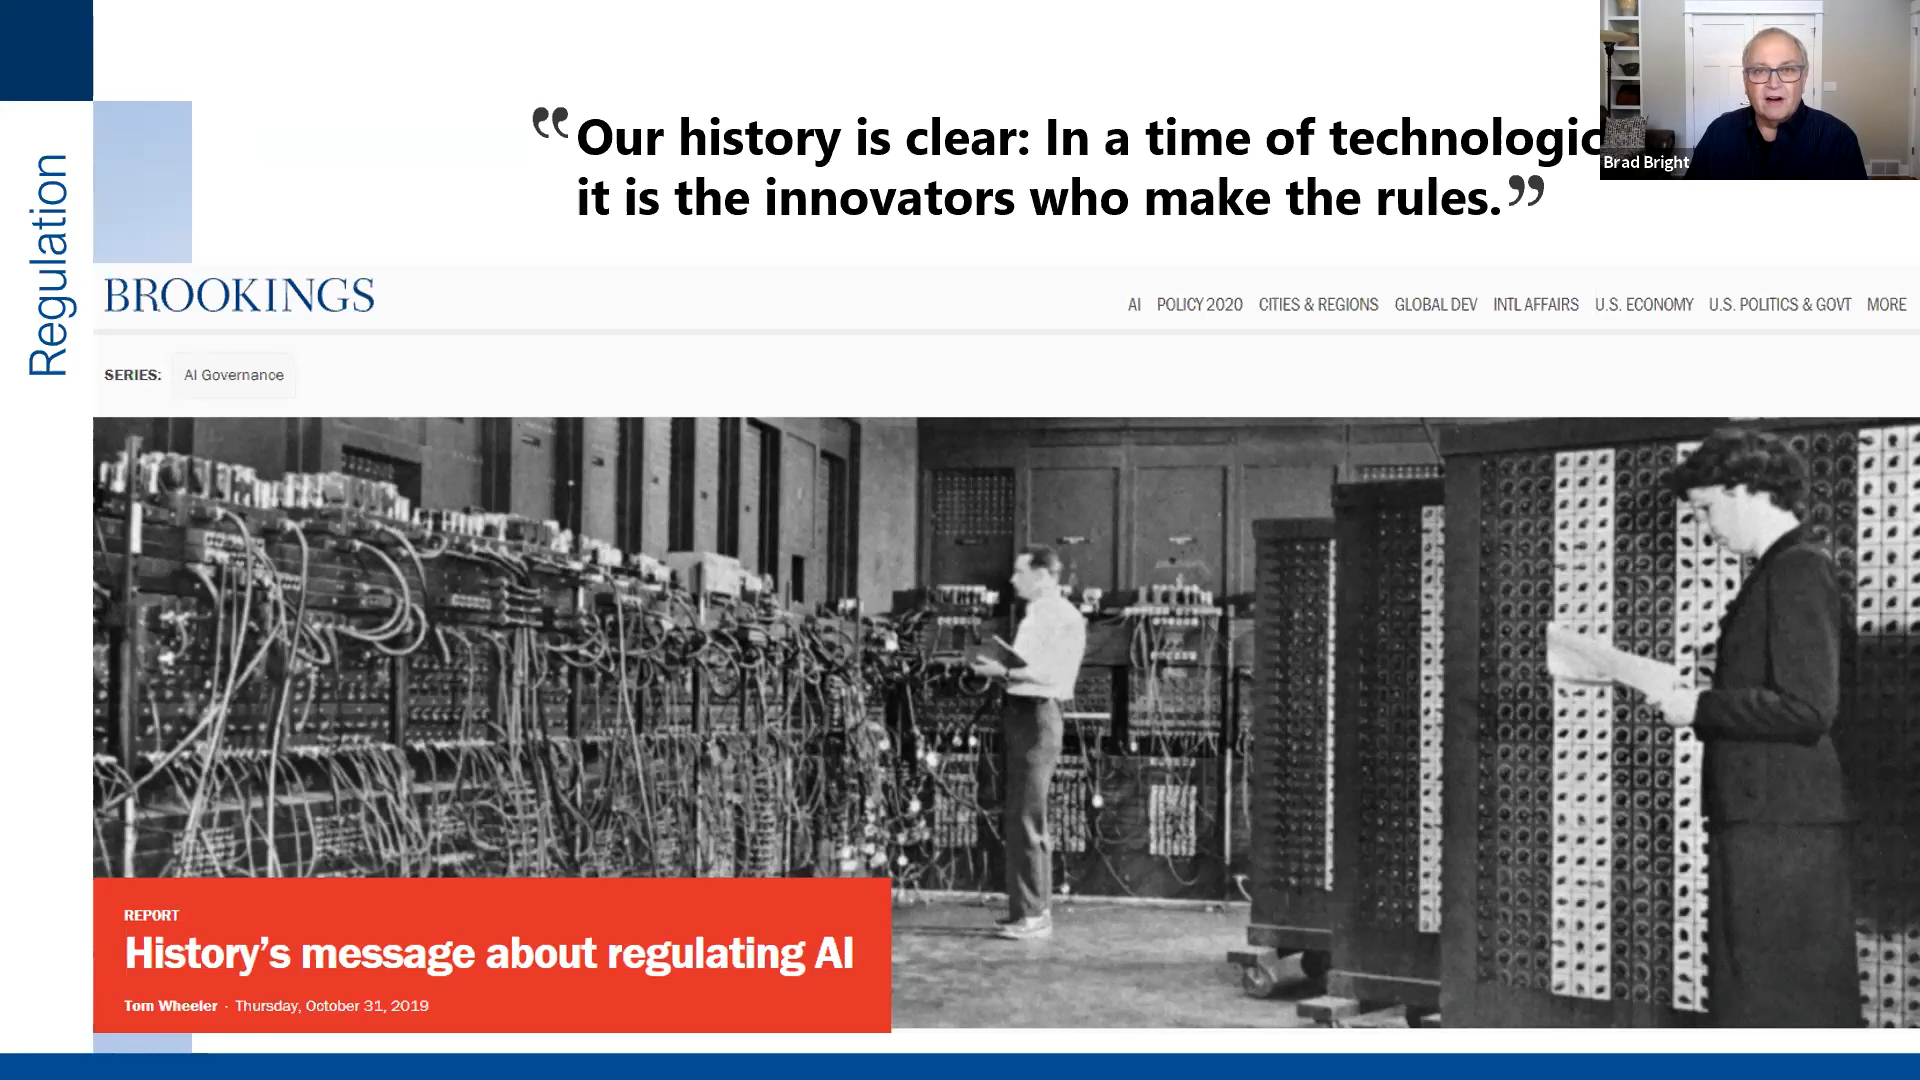 Regulation
“Our history is clear: In a time of technologic
it is the innovators who make the rules.”
Brad Bright
BROOKINGS
AI POLICY 2020 CITIES & REGIONS GLOBAL DEV INTL AFFAIRS U.S. ECONOMY U.S. POLITICS & GOVT MORE
SERIES: AI Governance
REPORT
History’s message about regulating AI
Tom Wheeler · Thursday, October 31, 2019